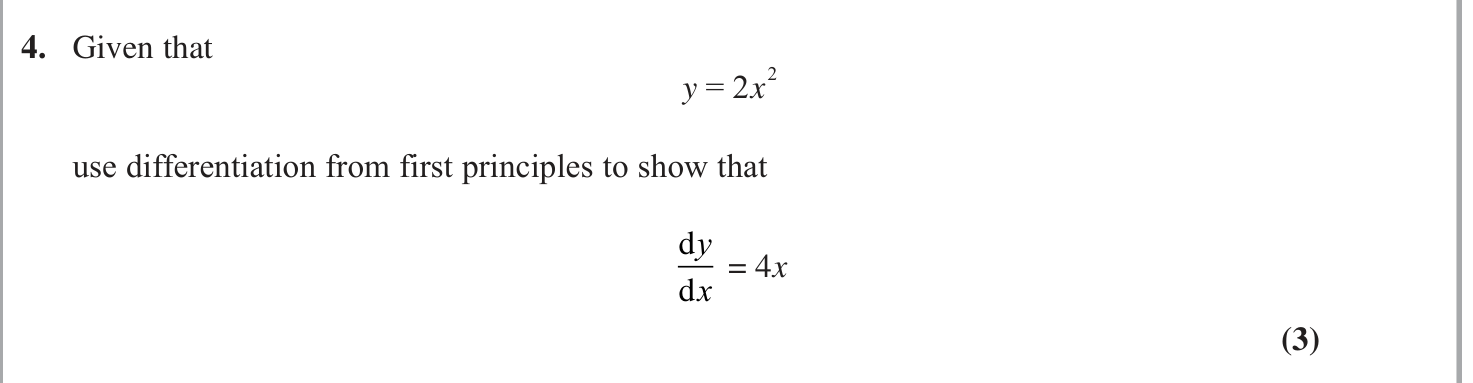 4. Given that
y = 2x²
use differentiation from first principles to show that
dy/dx = 4x
(3)